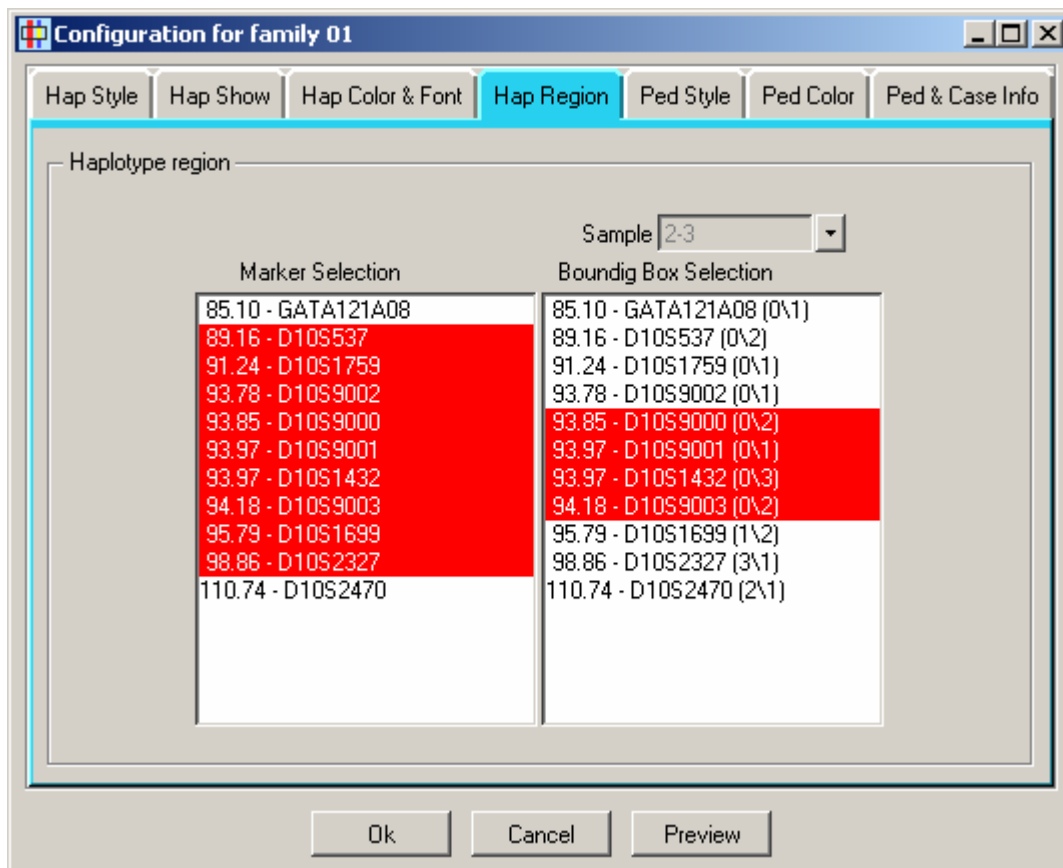 Configuration for family 01
Hap Style Hap Show Hap Color & Font Hap Region Ped Style Ped Color Ped & Case Info
Haplotype region
Sample 2-3
Marker Selection
85.10 - GATA121A08
89.16 - D10S537
91.24 - D10S1759
93.78 - D10S9002
93.85 - D10S9000
93.97 - D10S9001
93.97 - D10S1432
94.18 - D10S9003
95.79 - D10S1699
98.86 - D10S2327
110.74 - D10S2470
Boundig Box Selection
85.10 - GATA121A08 (0\1)
89.16 - D10S537 (0\2)
91.24 - D10S1759 (0\1)
93.78 - D10S9002 (0\1)
93.85 - D10S9000 (0\2)
93.97 - D10S9001 (0\1)
93.97 - D10S1432 (0\3)
94.18 - D10S9003 (0\2)
95.79 - D10S1699 (1\2)
98.86 - D10S2327 (3\1)
110.74 - D10S2470 (2\1)
Ok Cancel Preview